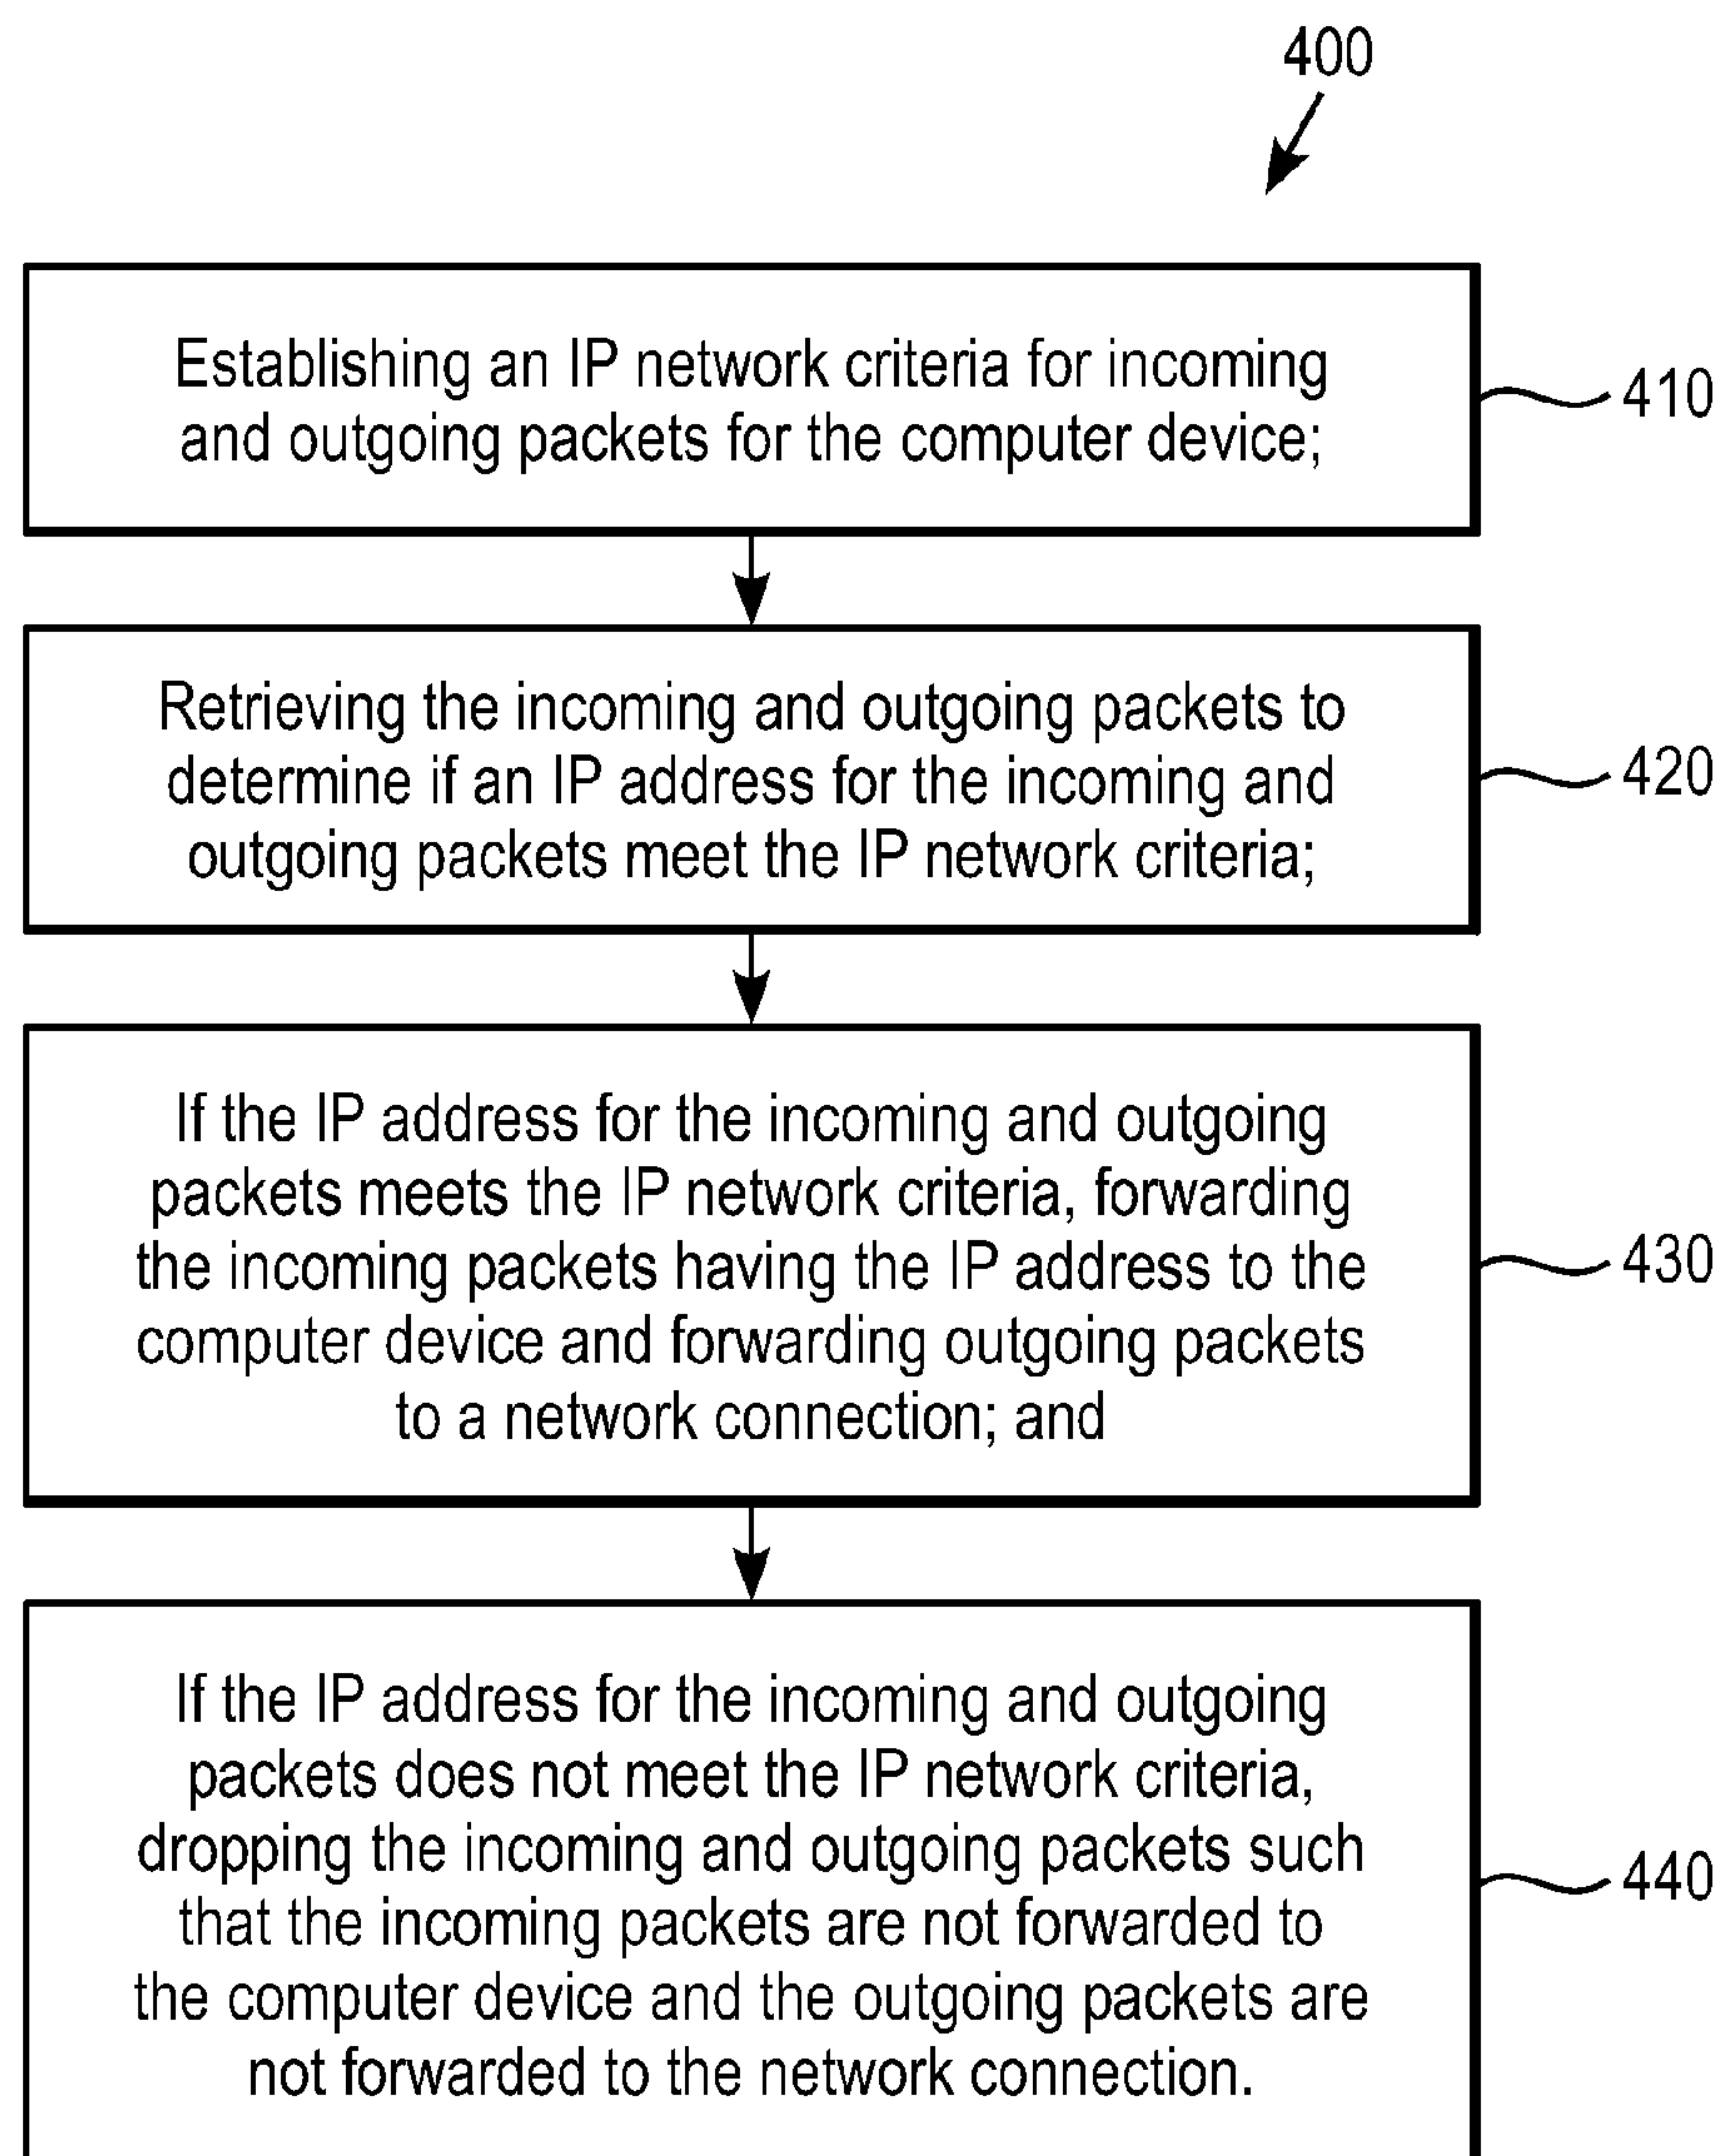 400
Establishing an IP network criteria for incoming
and outgoing packets for the computer device;
410
Retrieving the incoming and outgoing packets to
determine if an IP address for the incoming and
outgoing packets meet the IP network criteria;
420
If the IP address for the incoming and outgoing
packets meets the IP network criteria, forwarding
the incoming packets having the IP address to the
computer device and forwarding outgoing packets
to a network connection; and
430
If the IP address for the incoming and outgoing
packets does not meet the IP network criteria,
dropping the incoming and outgoing packets such
that the incoming packets are not forwarded to
the computer device and the outgoing packets are
not forwarded to the network connection.
440